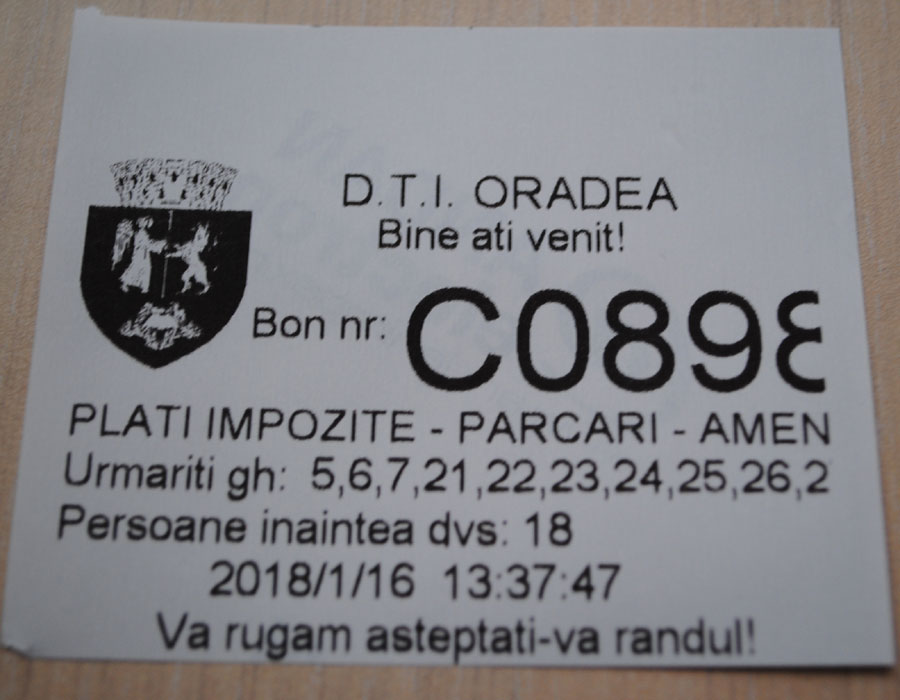 D.T.I. ORADEA
Bine ati venit!
Bon nr: C0898
PLATI IMPOZITE - PARCARI - AMEN
Urmariti gh: 5,6,7,21,22,23,24,25,26,2
Persoane inaintea dvs: 18
2018/1/16 13:37:47
Va rugam asteptati-va randul!